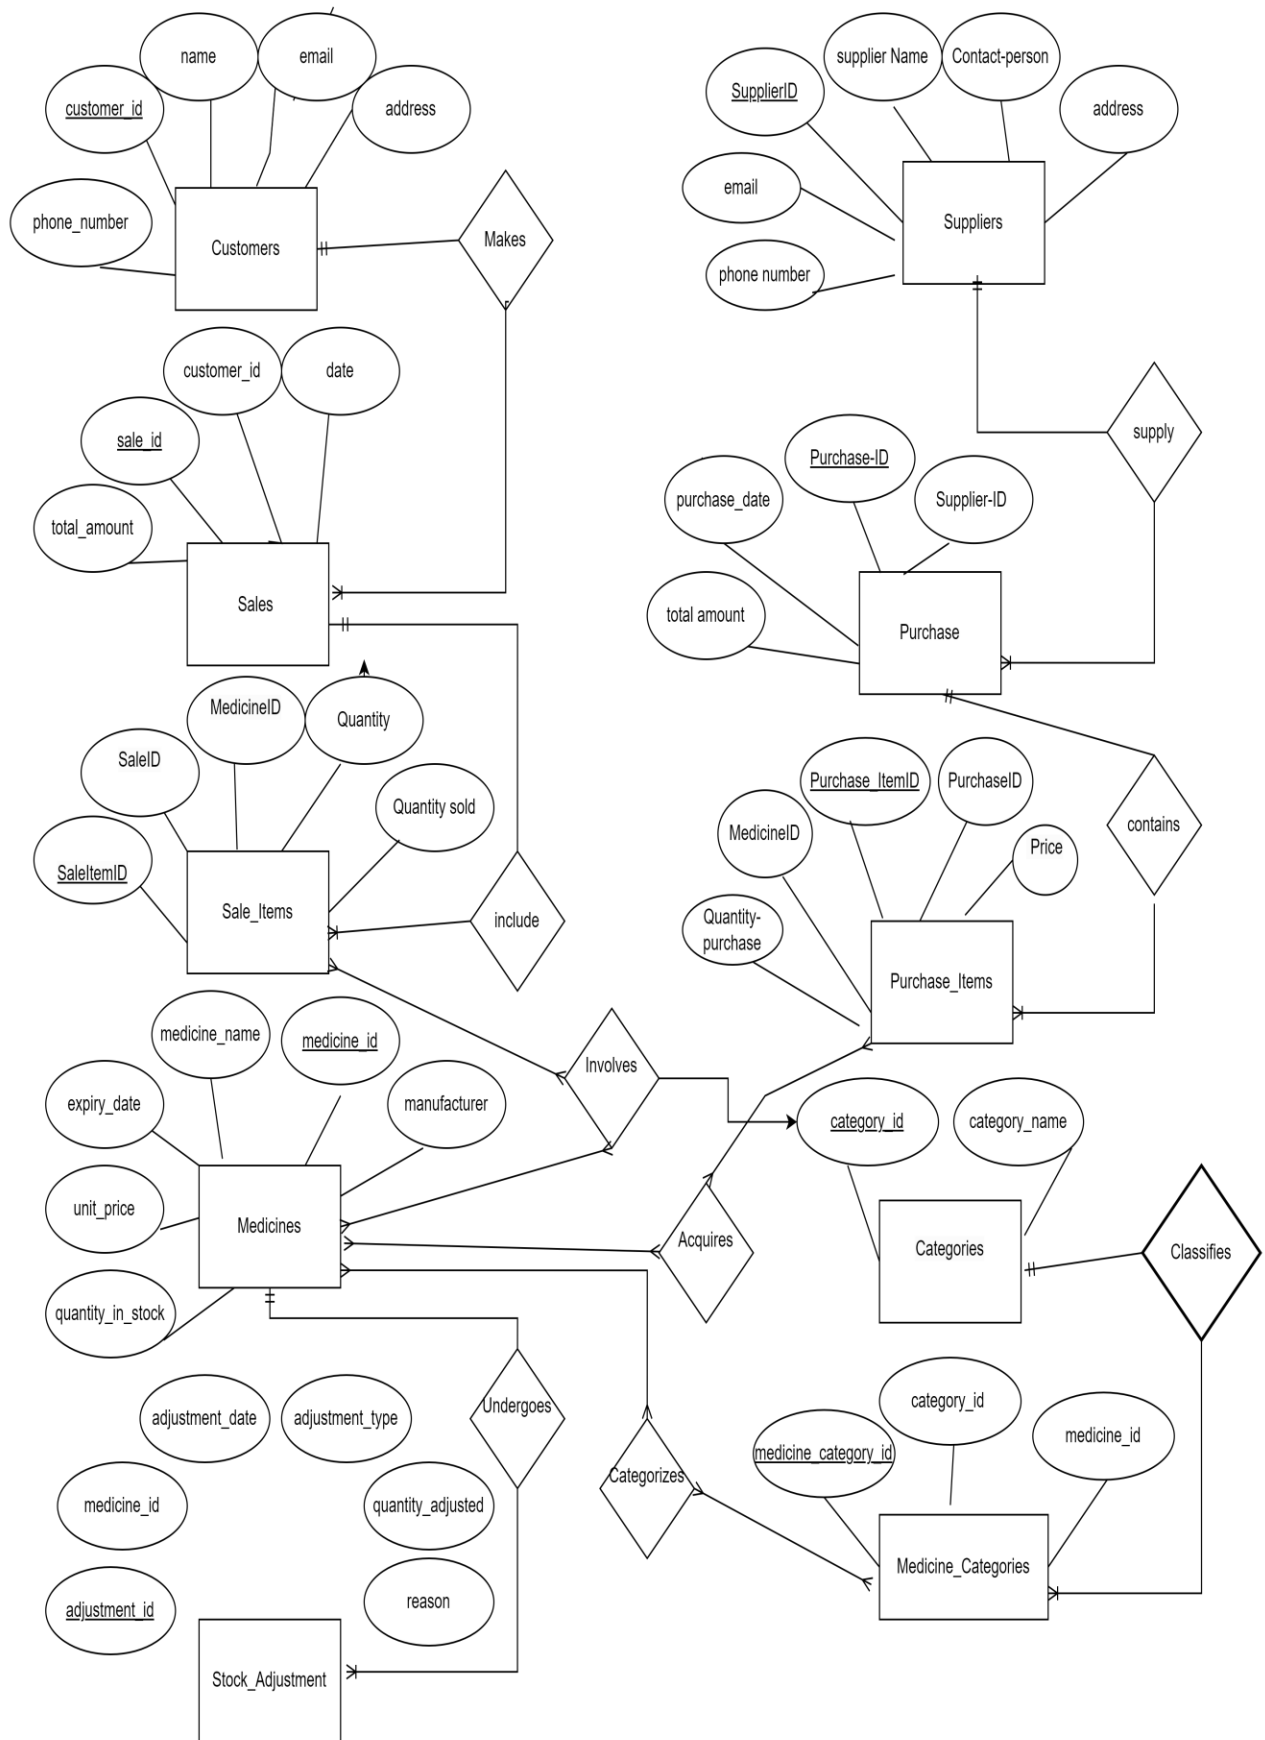 name
email
customer_id
address
phone_number
Customers
Makes
supplier Name
Contact-person
SupplierID
address
email
Suppliers
phone number
customer_id
date
sale_id
total_amount
Sales
supply
Purchase-ID
purchase_date
Supplier-ID
total amount
Purchase
MedicineID
Quantity
SaleID
Quantity sold
SaleItemID
Sale_Items
include
Purchase_ItemID
PurchaseID
MedicineID
Price
contains
Quantity-
purchase
Purchase_Items
medicine_name
medicine_id
Involves
expiry_date
manufacturer
category_id
category_name
unit_price
Medicines
Acquires
Categories
Classifies
quantity_in_stock
adjustment_date
adjustment_type
Undergoes
category_id
medicine_id
medicine_category_id
Categorizes
medicine_id
quantity_adjusted
Medicine_Categories
adjustment_id
reason
Stock_Adjustment